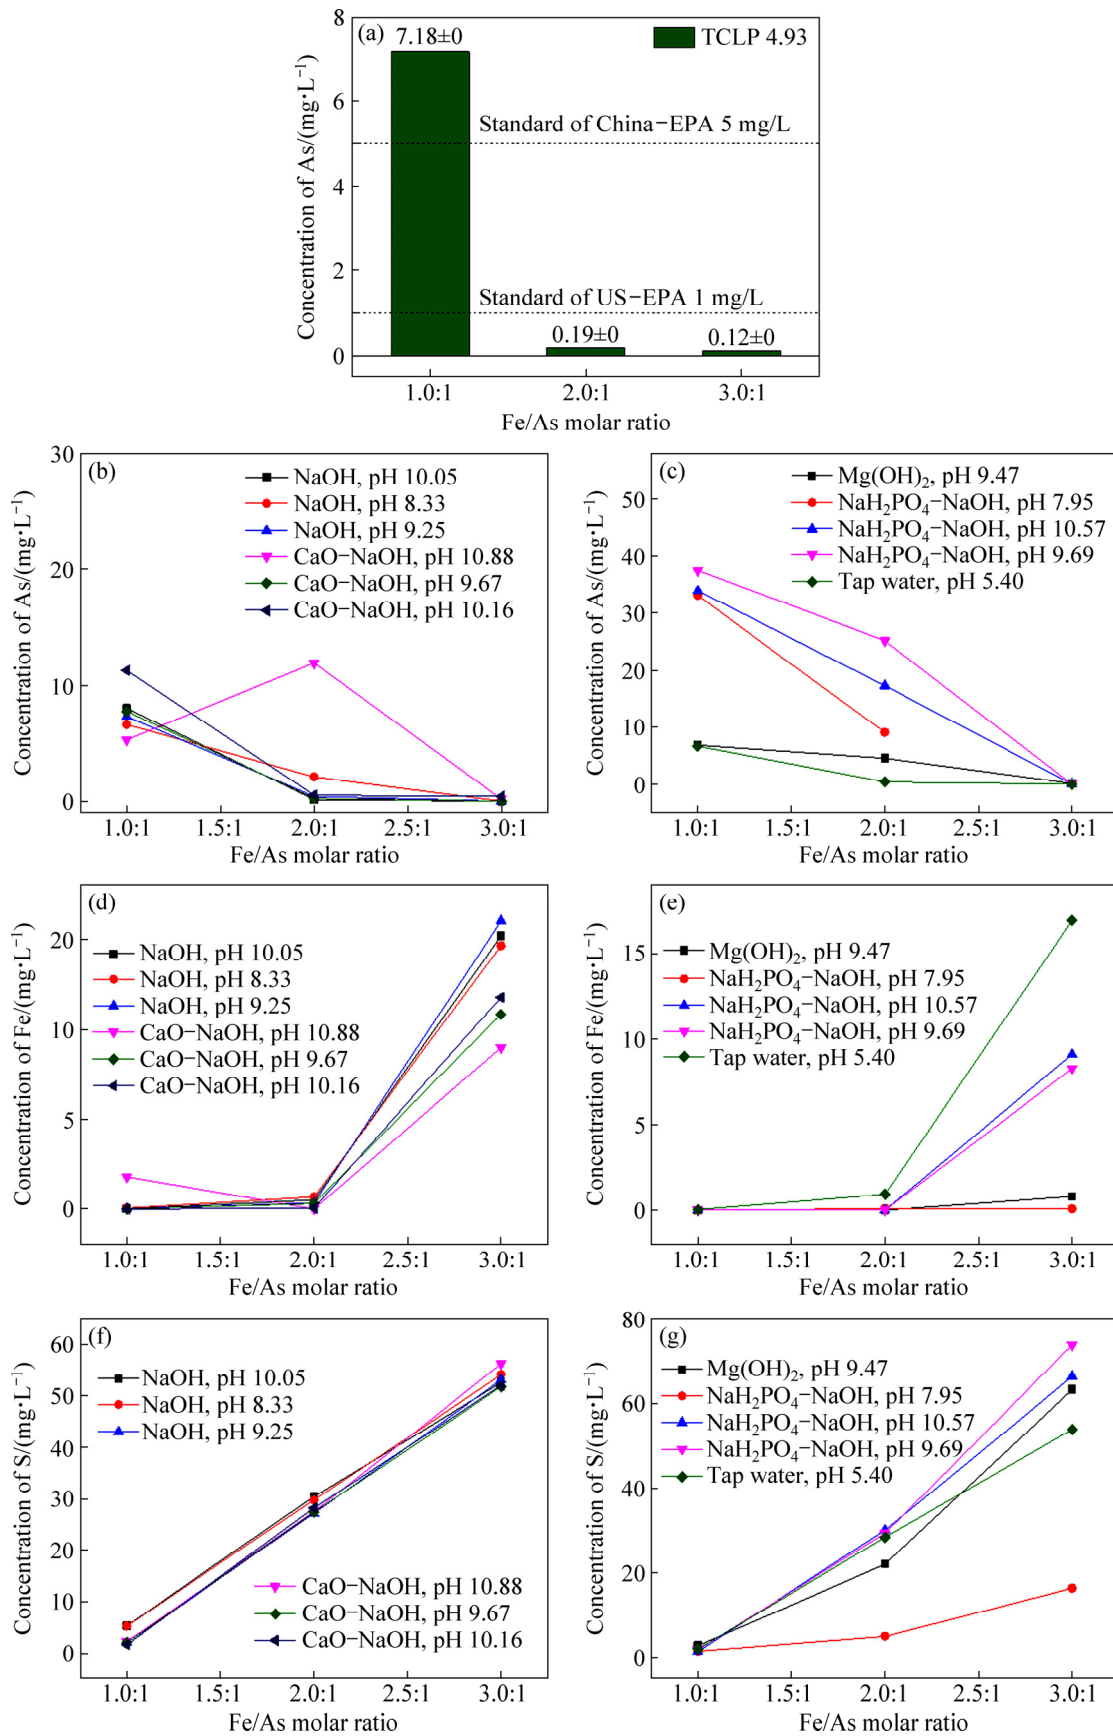 (a)
8
7.18±0
TCLP 4.93
6
Standard of China−EPA 5 mg/L
4
2
Standard of US−EPA 1 mg/L
0.19±0
0.12±0
0
Concentration of As/(mg·L⁻¹)
1.0:1 2.0:1 3.0:1
Fe/As molar ratio
(b)
30
20
10
0
Concentration of As/(mg·L⁻¹)
NaOH, pH 10.05
NaOH, pH 8.33
NaOH, pH 9.25
CaO−NaOH, pH 10.88
CaO−NaOH, pH 9.67
CaO−NaOH, pH 10.16
1.0:1 1.5:1 2.0:1 2.5:1 3.0:1
Fe/As molar ratio
(c)
50
40
30
20
10
0
Concentration of As/(mg·L⁻¹)
Mg(OH)₂, pH 9.47
NaH₂PO₄−NaOH, pH 7.95
NaH₂PO₄−NaOH, pH 10.57
NaH₂PO₄−NaOH, pH 9.69
Tap water, pH 5.40
1.0:1 1.5:1 2.0:1 2.5:1 3.0:1
Fe/As molar ratio
(d)
20
10
5
0
Concentration of Fe/(mg·L⁻¹)
NaOH, pH 10.05
NaOH, pH 8.33
NaOH, pH 9.25
CaO−NaOH, pH 10.88
CaO−NaOH, pH 9.67
CaO−NaOH, pH 10.16
1.0:1 1.5:1 2.0:1 2.5:1 3.0:1
Fe/As molar ratio
(e)
15
10
5
0
Concentration of Fe/(mg·L⁻¹)
Mg(OH)₂, pH 9.47
NaH₂PO₄−NaOH, pH 7.95
NaH₂PO₄−NaOH, pH 10.57
NaH₂PO₄−NaOH, pH 9.69
Tap water, pH 5.40
1.0:1 1.5:1 2.0:1 2.5:1 3.0:1
Fe/As molar ratio
(f)
60
50
40
30
20
10
0
Concentration of S/(mg·L⁻¹)
NaOH, pH 10.05
NaOH, pH 8.33
NaOH, pH 9.25
CaO−NaOH, pH 10.88
CaO−NaOH, pH 9.67
CaO−NaOH, pH 10.16
1.0:1 1.5:1 2.0:1 2.5:1 3.0:1
Fe/As molar ratio
(g)
80
60
40
20
0
Concentration of S/(mg·L⁻¹)
Mg(OH)₂, pH 9.47
NaH₂PO₄−NaOH, pH 7.95
NaH₂PO₄−NaOH, pH 10.57
NaH₂PO₄−NaOH, pH 9.69
Tap water, pH 5.40
1.0:1 1.5:1 2.0:1 2.5:1 3.0:1
Fe/As molar ratio